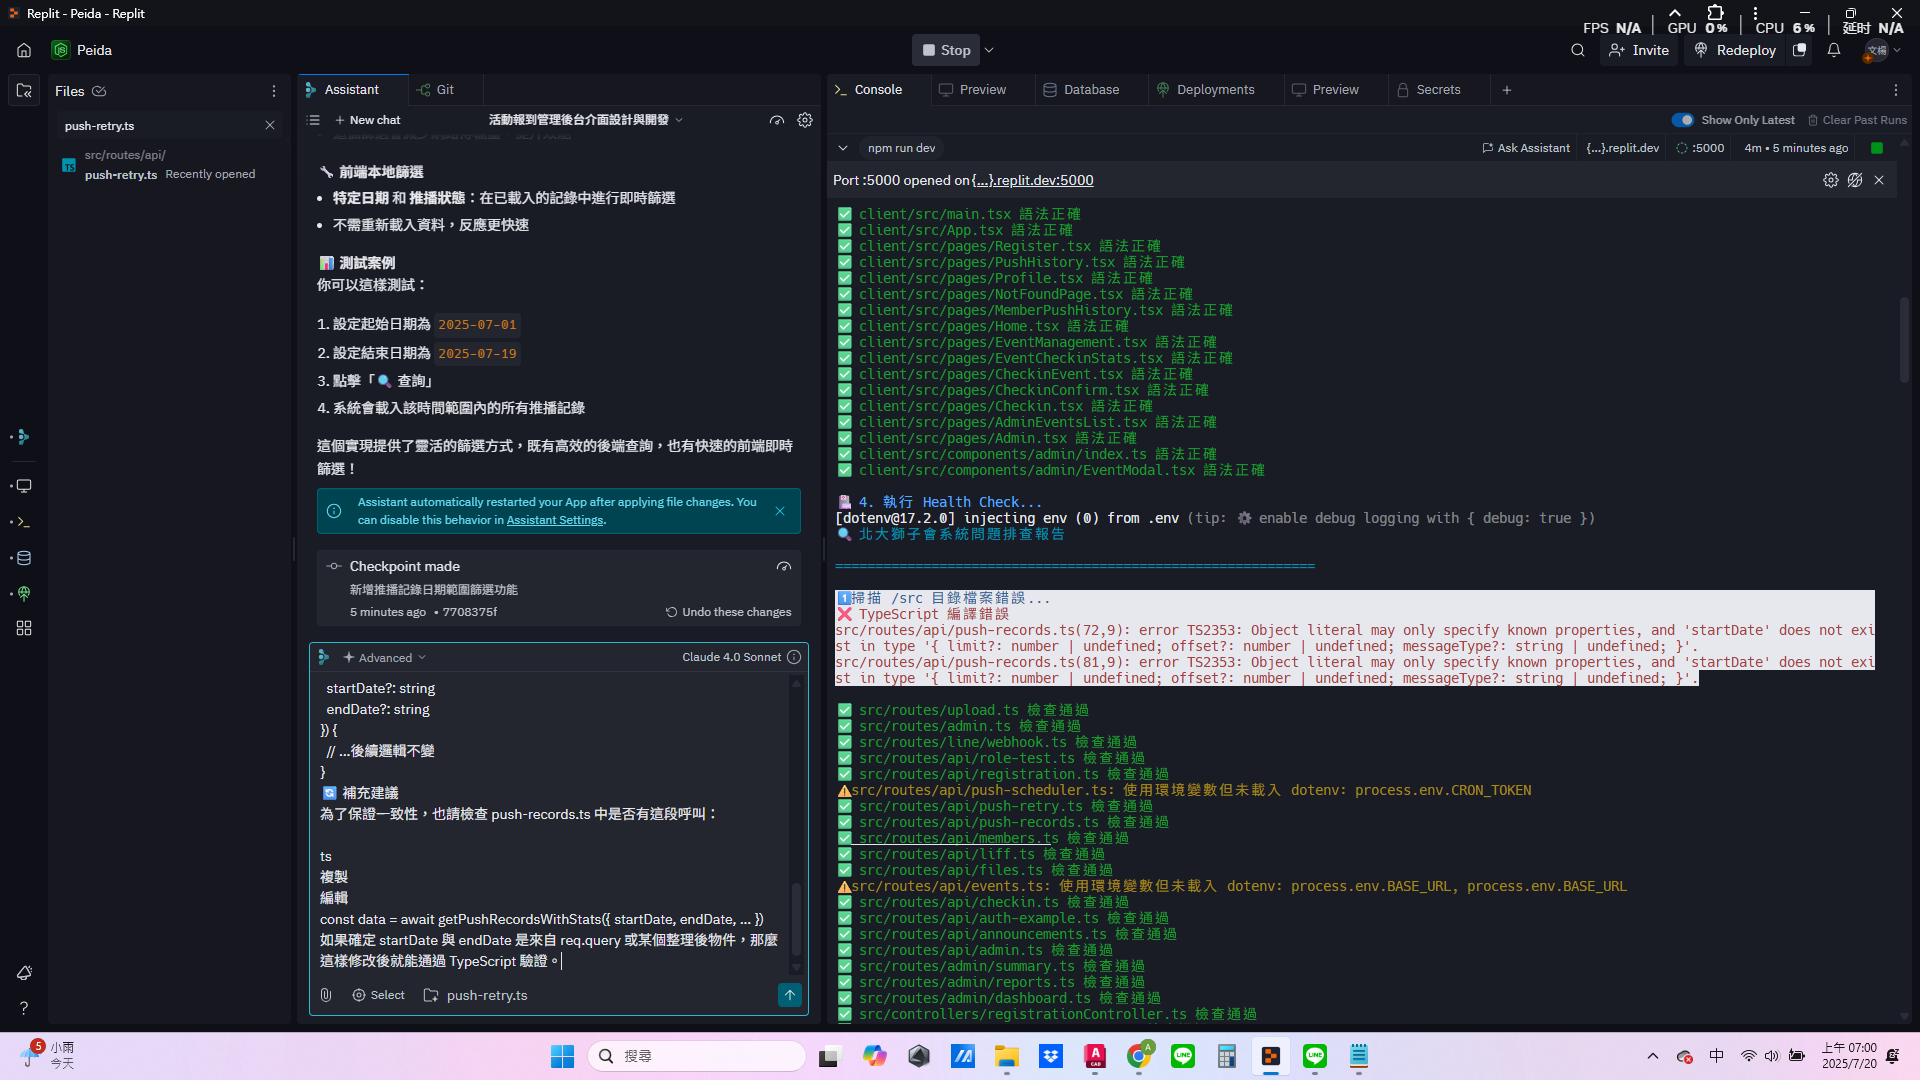 Replit - Peida - Replit
FPS N/A GPU 0% CPU 6% 延时 N/A
Peida
Stop
Invite
Redeploy
文楊
Files
push-retry.ts
src/routes/api/
push-retry.ts Recently opened
Assistant
Git
New chat
活動報到管理後台介面設計與開發
🔧 前端本地篩選
• 特定日期 和 推播狀態：在已載入的記錄中進行即時篩選
• 不需重新載入資料，反應更快速
📊 測試案例
你可以這樣測試：
1. 設定起始日期為 2025-07-01
2. 設定結束日期為 2025-07-19
3. 點擊「🔍 查詢」
4. 系統會載入該時間範圍內的所有推播記錄
這個實現提供了靈活的篩選方式，既有高效的後端查詢，也有快速的前端即時
篩選！
Assistant automatically restarted your App after applying file changes. You
can disable this behavior in Assistant Settings.
Checkpoint made
新增推播記錄日期範圍篩選功能
5 minutes ago • 7708375f
Undo these changes
Advanced
Claude 4.0 Sonnet
startDate?: string
endDate?: string
}) {
// ...後續邏輯不變
}
🔄 補充建議
為了保證一致性，也請檢查 push-records.ts 中是否有這段呼叫：
ts
複製
編輯
const data = await getPushRecordsWithStats({ startDate, endDate, ... })
如果確定 startDate 與 endDate 是來自 req.query 或某個整理後物件，那麼
這樣修改後就能通過 TypeScript 驗證。
Select
push-retry.ts
Console
Preview
Database
Deployments
Preview
Secrets
Show Only Latest
Clear Past Runs
npm run dev
Ask Assistant
{...}.replit.dev
:5000
4m • 5 minutes ago
Port :5000 opened on {...}.replit.dev:5000
✅ client/src/main.tsx 語法正確
✅ client/src/App.tsx 語法正確
✅ client/src/pages/Register.tsx 語法正確
✅ client/src/pages/PushHistory.tsx 語法正確
✅ client/src/pages/Profile.tsx 語法正確
✅ client/src/pages/NotFoundPage.tsx 語法正確
✅ client/src/pages/MemberPushHistory.tsx 語法正確
✅ client/src/pages/Home.tsx 語法正確
✅ client/src/pages/EventManagement.tsx 語法正確
✅ client/src/pages/EventCheckinStats.tsx 語法正確
✅ client/src/pages/CheckinEvent.tsx 語法正確
✅ client/src/pages/CheckinConfirm.tsx 語法正確
✅ client/src/pages/Checkin.tsx 語法正確
✅ client/src/pages/AdminEventsList.tsx 語法正確
✅ client/src/pages/Admin.tsx 語法正確
✅ client/src/components/admin/index.ts 語法正確
✅ client/src/components/admin/EventModal.tsx 語法正確
4. 執行 Health Check...
[dotenv@17.2.0] injecting env (0) from .env (tip: ⚙️ enable debug logging with { debug: true })
🔍 北大獅子會系統問題排查報告
============================================================
1️⃣掃描 /src 目錄檔案錯誤...
❌ TypeScript 編譯錯誤
src/routes/api/push-records.ts(72,9): error TS2353: Object literal may only specify known properties, and 'startDate' does not exi
st in type '{ limit?: number | undefined; offset?: number | undefined; messageType?: string | undefined; }'.
src/routes/api/push-records.ts(81,9): error TS2353: Object literal may only specify known properties, and 'startDate' does not exi
st in type '{ limit?: number | undefined; offset?: number | undefined; messageType?: string | undefined; }'.
✅ src/routes/upload.ts 檢查通過
✅ src/routes/admin.ts 檢查通過
✅ src/routes/line/webhook.ts 檢查通過
✅ src/routes/api/role-test.ts 檢查通過
✅ src/routes/api/registration.ts 檢查通過
⚠️src/routes/api/push-scheduler.ts: 使用環境變數但未載入 dotenv: process.env.CRON_TOKEN
✅ src/routes/api/push-retry.ts 檢查通過
✅ src/routes/api/push-records.ts 檢查通過
✅ src/routes/api/members.ts 檢查通過
✅ src/routes/api/liff.ts 檢查通過
✅ src/routes/api/files.ts 檢查通過
⚠️src/routes/api/events.ts: 使用環境變數但未載入 dotenv: process.env.BASE_URL, process.env.BASE_URL
✅ src/routes/api/checkin.ts 檢查通過
✅ src/routes/api/auth-example.ts 檢查通過
✅ src/routes/api/announcements.ts 檢查通過
✅ src/routes/api/admin.ts 檢查通過
✅ src/routes/admin/summary.ts 檢查通過
✅ src/routes/admin/reports.ts 檢查通過
✅ src/routes/admin/dashboard.ts 檢查通過
✅ src/controllers/registrationController.ts 檢查通過
5
小雨
今天
搜尋
中
上午 07:00
2025/7/20